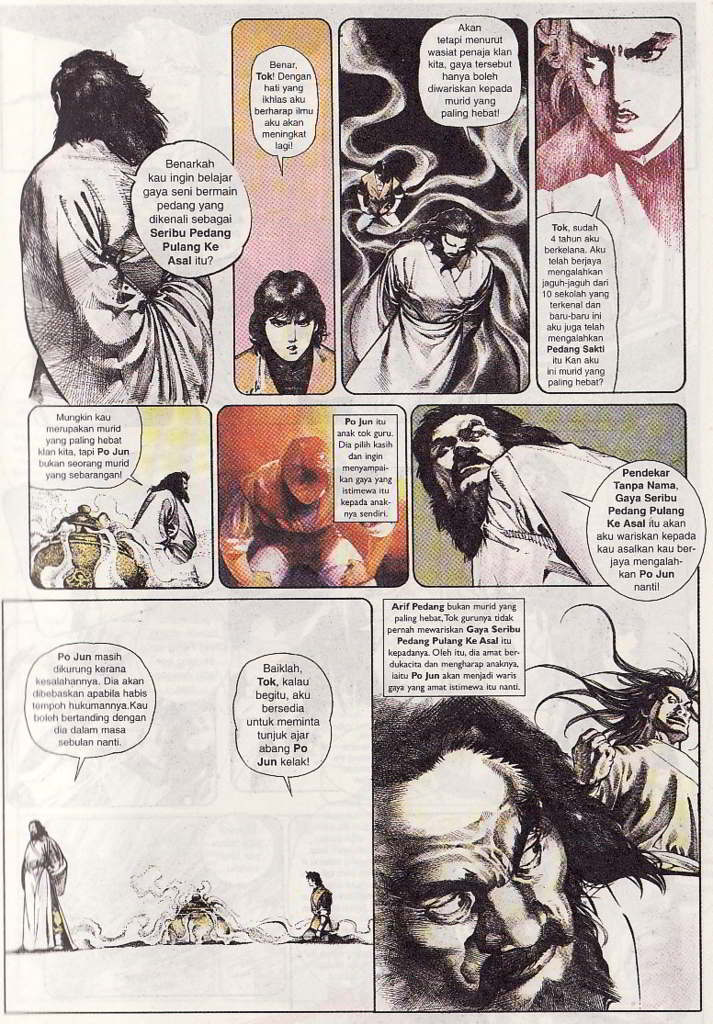 Benarkah
kau ingin belajar
gaya seni bermain
pedang yang
dikenali sebagai
Seribu Pedang
Pulang Ke
Asal itu?
Benar,
Tok! Dengan
hati yang
ikhlas aku
berharap ilmu
aku akan
meningkat
lagi!
Akan
tetapi menurut
wasiat penaja klan
kita, gaya tersebut
hanya boleh
diwariskan kepada
murid yang
paling hebat!
Tok, sudah
4 tahun aku
berkelana. Aku
telah berjaya
mengalahkan
jaguh-jaguh dari
10 sekolah yang
terkenal dan
baru-baru ini
aku juga telah
mengalahkan
Pedang Sakti
itu Kan aku
ini murid yang
paling hebat?
Mungkin kau
merupakan murid
yang paling hebat
klan kita, tapi Po Jun
bukan seorang murid
yang sebarangan!
Po Jun itu
anak tok guru.
Dia pilih kasih
dan ingin
menyampai-
kan gaya yang
istimewa itu
kepada anak-
nya sendiri.
Pendekar
Tanpa Nama,
Gaya Seribu
Pedang Pulang
Ke Asal itu akan
aku wariskan kepada
kau asalkan kau ber-
jaya mengalah-
kan Po Jun
nanti!
Po Jun masih
dikurung kerana
kesalahannya. Dia akan
dibebaskan apabila habis
tempoh hukumannya.Kau
boleh bertanding dengan
dia dalam masa
sebulan nanti.
Baiklah,
Tok, kalau
begitu, aku
bersedia
untuk meminta
tunjuk ajar
abang Po
Jun kelak!
Arif Pedang bukan murid yang
paling hebat,Tok gurunya tidak
pernah mewariskan Gaya Seribu
Pedang Pulang Ke Asal itu
kepadanya. Oleh itu, dia amat ber-
dukacita dan mengharap anaknya,
iaitu Po Jun akan menjadi waris
gaya yang amat istimewa itu nanti.